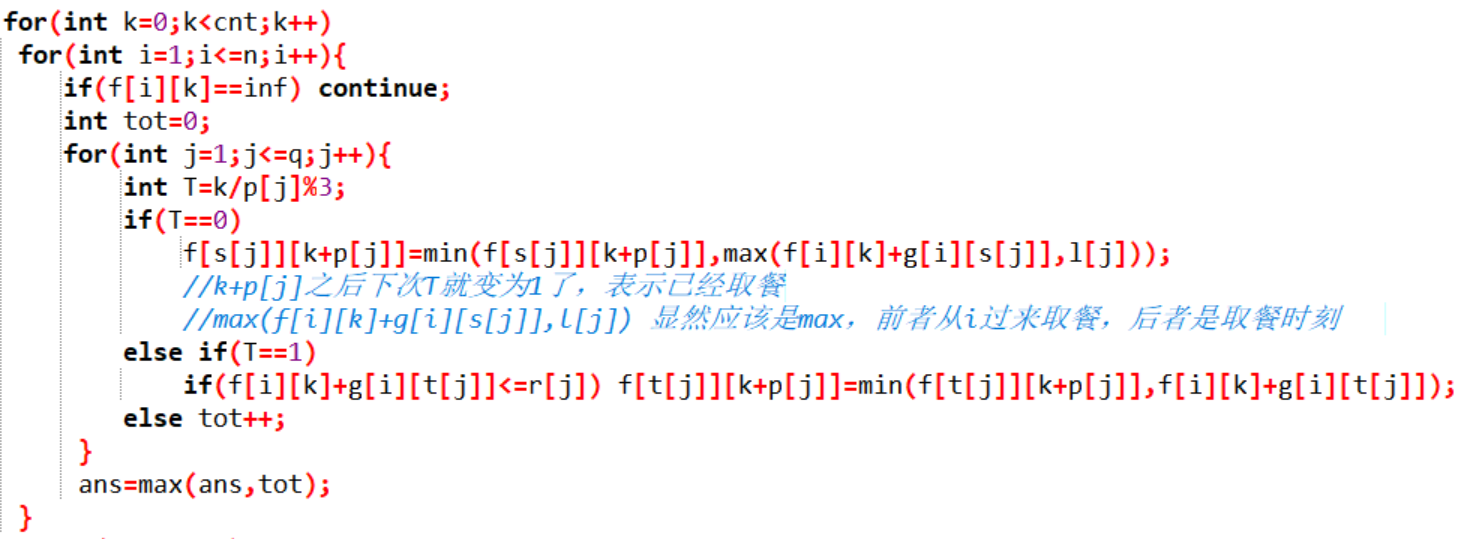 for(int k=0;k<cnt;k++)
for(int i=1;i<=n;i++){
if(f[i][k]==inf) continue;
int tot=0;
for(int j=1;j<=q;j++){
int T=k/p[j]%3;
if(T==0)
f[s[j]][k+p[j]]=min(f[s[j]][k+p[j]],max(f[i][k]+g[i][s[j]],l[j]));
//k+p[j]之后下次T就变为1了，表示已经取餐
//max(f[i][k]+g[i][s[j]],l[j]) 显然应该是max，前者从i过来取餐，后者是取餐时刻
else if(T==1)
if(f[i][k]+g[i][t[j]]<=r[j]) f[t[j]][k+p[j]]=min(f[t[j]][k+p[j]],f[i][k]+g[i][t[j]]);
else tot++;
}
ans=max(ans,tot);
}